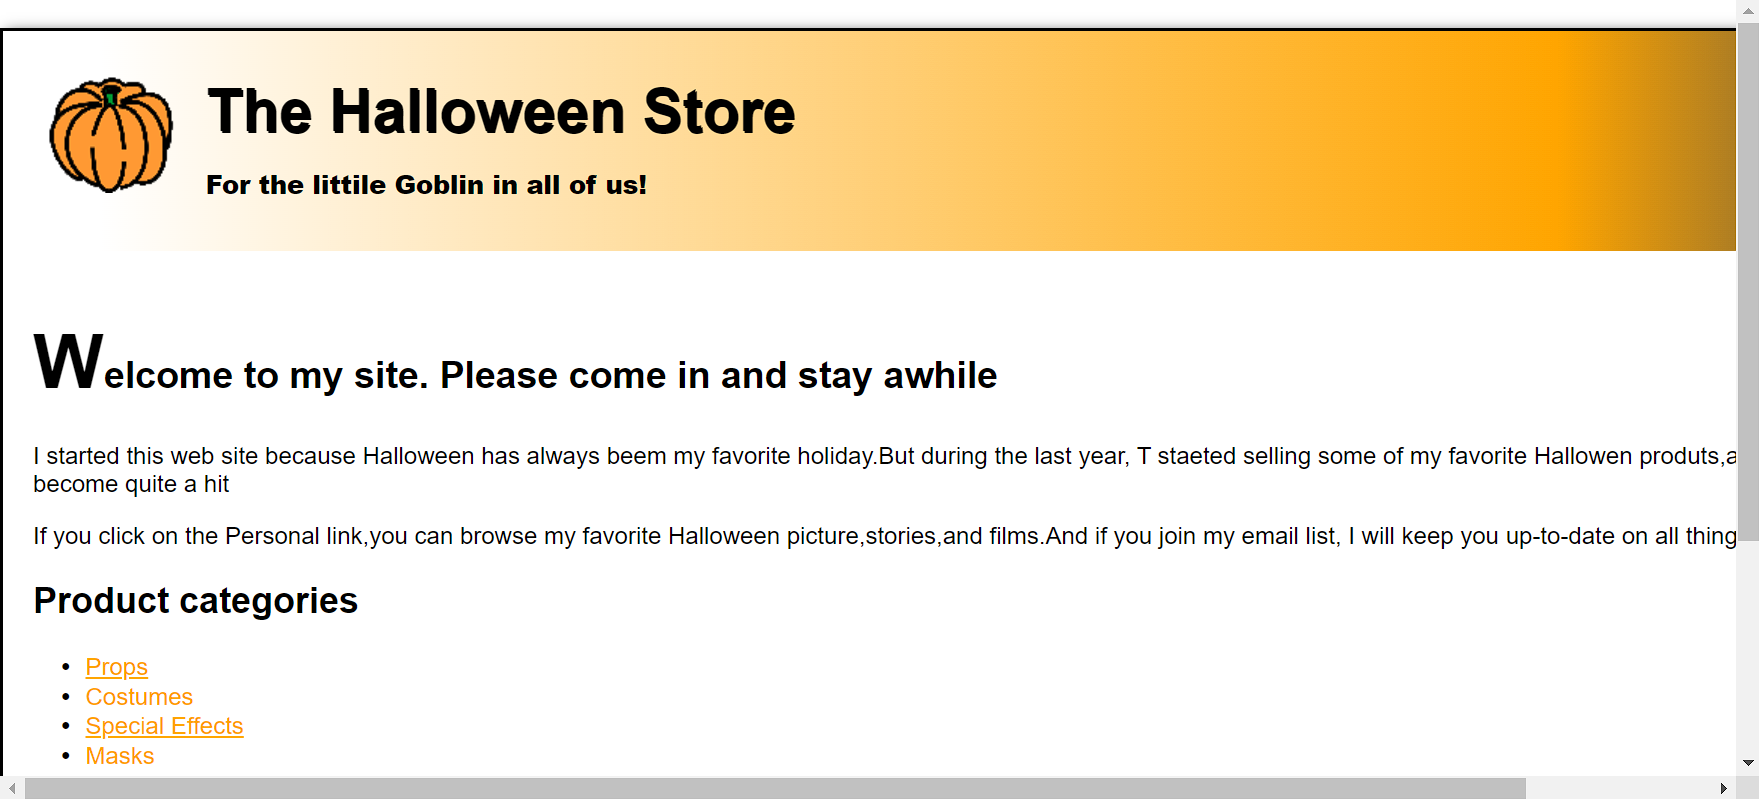 The Halloween Store
For the littile Goblin in all of us!
Welcome to my site. Please come in and stay awhile
I started this web site because Halloween has always beem my favorite holiday.But during the last year, T staeted selling some of my favorite Hallowen produts,a
become quite a hit
If you click on the Personal link,you can browse my favorite Halloween picture,stories,and films.And if you join my email list, I will keep you up-to-date on all thing
Product categories
Props
Costumes
Special Effects
Masks